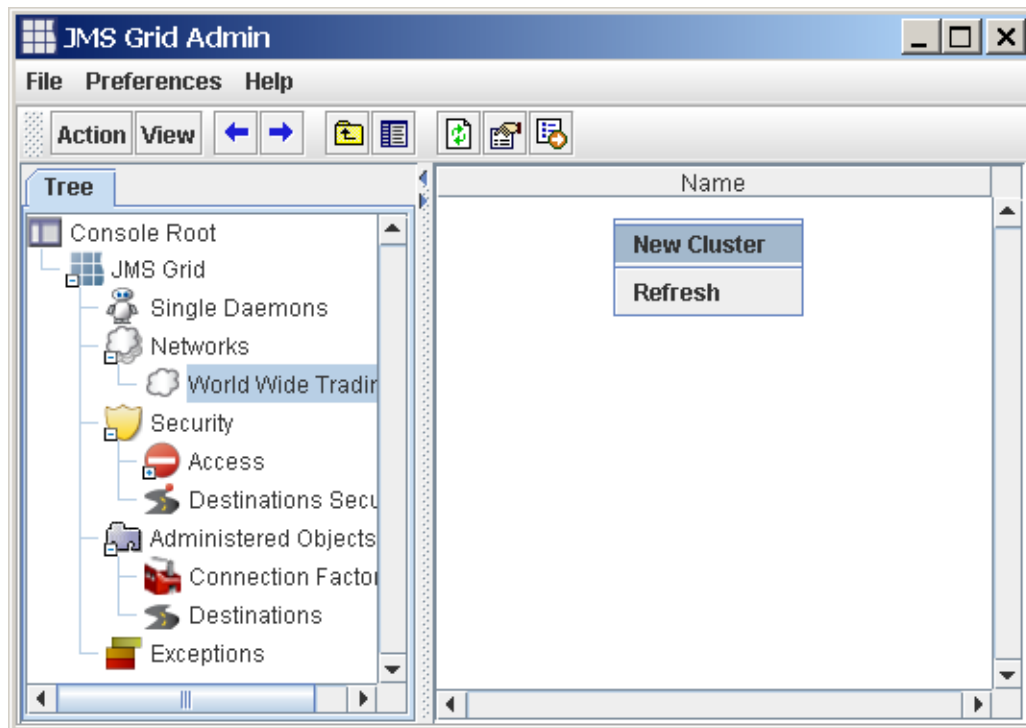 JMS Grid Admin
File Preferences Help
Action View
Tree
Name
Console Root
JMS Grid
Single Daemons
Networks
World Wide Tradin
Security
Access
Destinations Secu
Administered Objects
Connection Factor
Destinations
Exceptions
New Cluster
Refresh